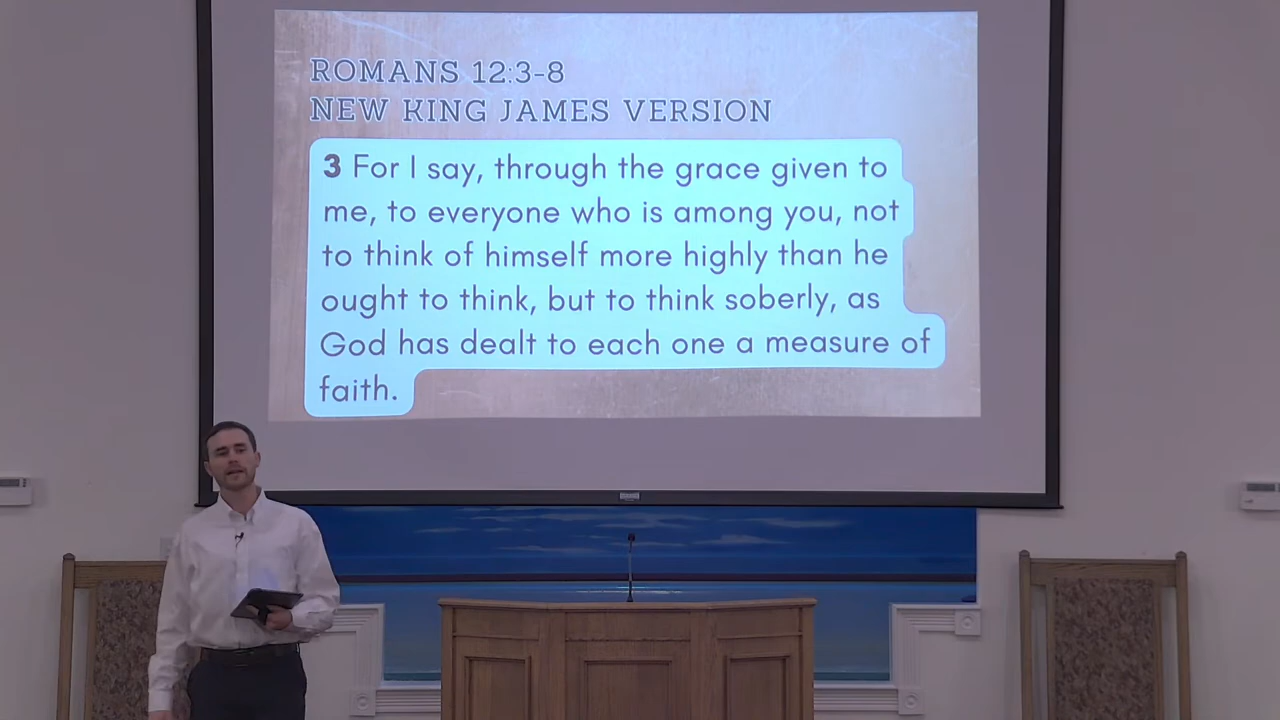 ROMANS 12:3-8
NEW KING JAMES VERSION
3 For I say, through the grace given to
me, to everyone who is among you, not
to think of himself more highly than he
ought to think, but to think soberly, as
God has dealt to each one a measure of
faith.